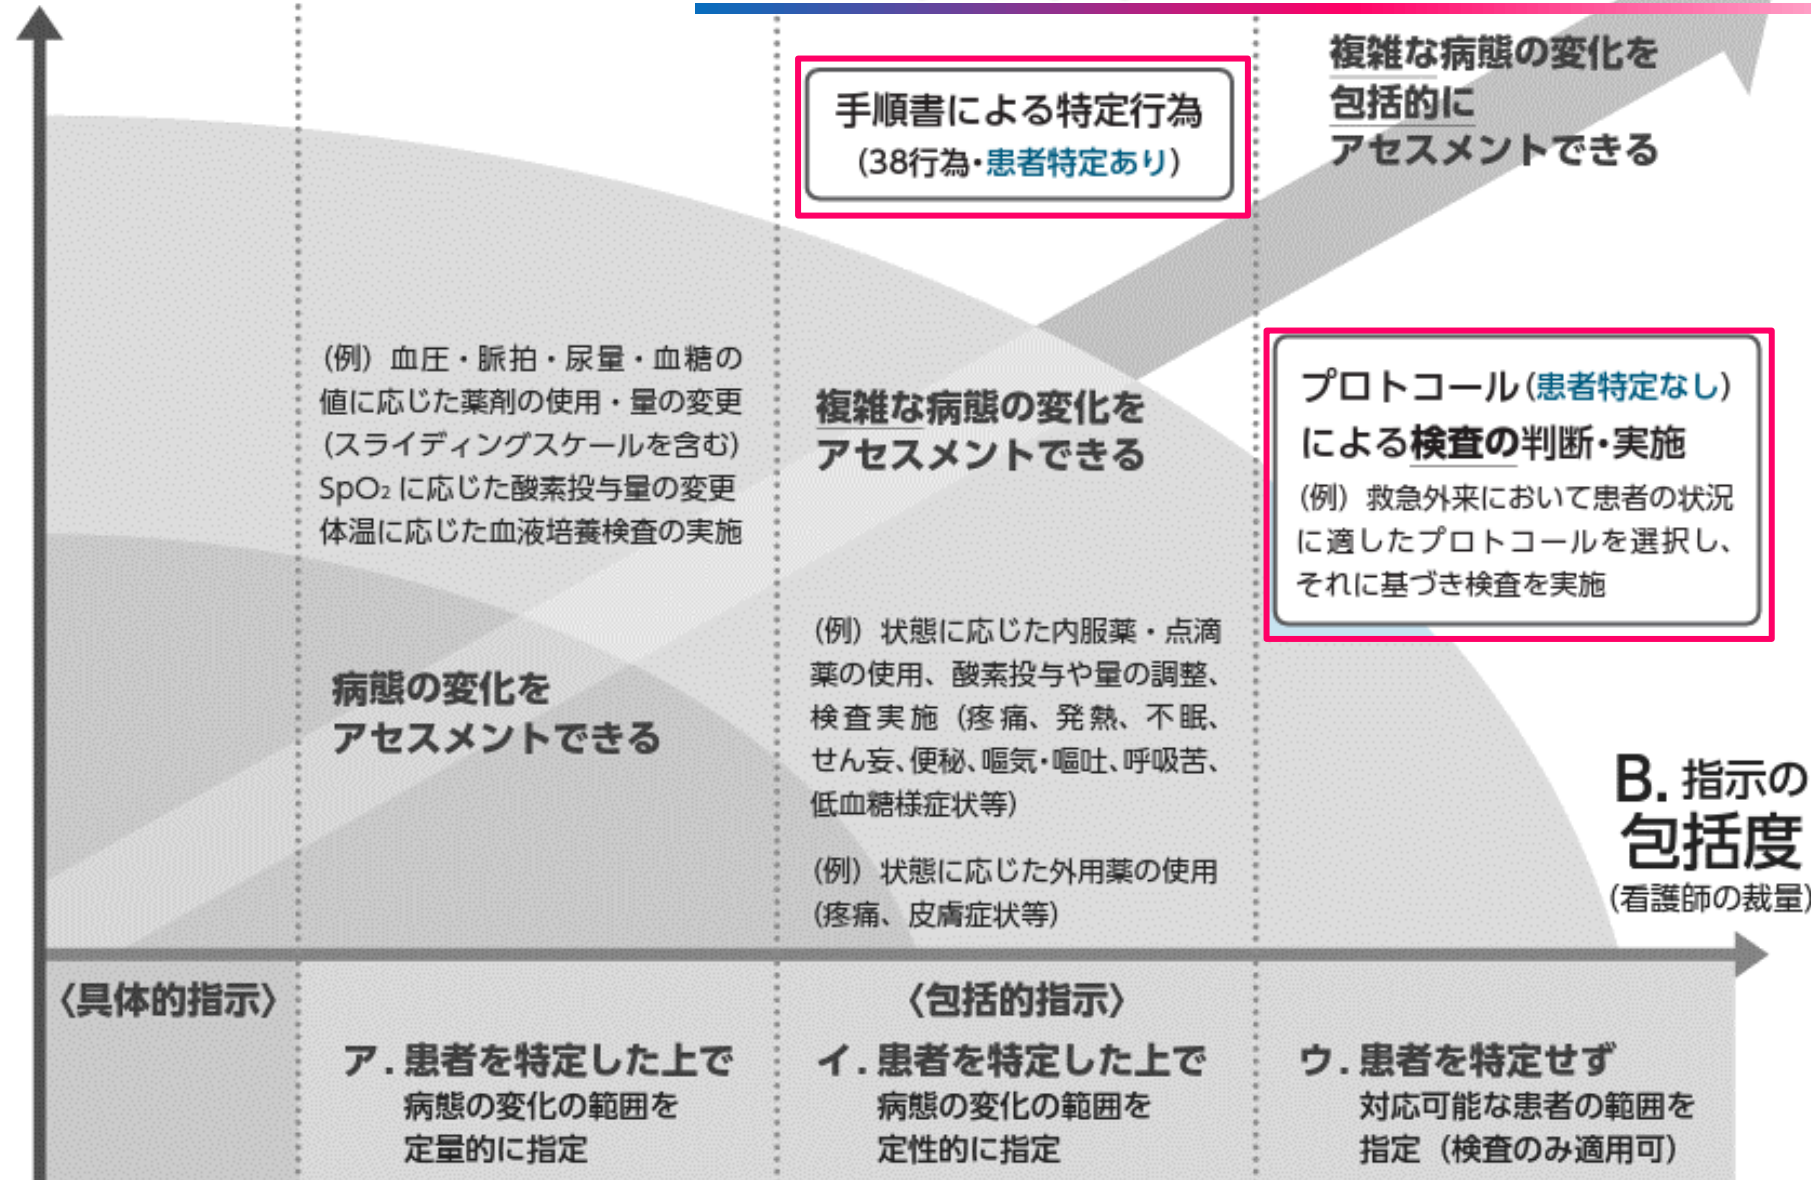 手順書による特定行為
(38行為・患者特定あり)
複雑な病態の変化を
包括的に
アセスメントできる
(例) 血圧・脈拍・尿量・血糖の
値に応じた薬剤の使用・量の変更
(スライディングスケールを含む)
SpO₂ に応じた酸素投与量の変更
体温に応じた血液培養検査の実施
複雑な病態の変化を
アセスメントできる
プロトコール(患者特定なし)
による検査の判断・実施
(例) 救急外来において患者の状況
に適したプロトコールを選択し、
それに基づき検査を実施
病態の変化を
アセスメントできる
(例) 状態に応じた内服薬・点滴
薬の使用、酸素投与や量の調整、
検査実施 (疼痛、発熱、不眠、
せん妄、便秘、嘔気・嘔吐、呼吸苦、
低血糖様症状等)
(例) 状態に応じた外用薬の使用
(疼痛、皮膚症状等)
B. 指示の
包括度
(看護師の裁量)
〈具体的指示〉
〈包括的指示〉
ア. 患者を特定した上で
病態の変化の範囲を
定量的に指定
イ. 患者を特定した上で
病態の変化の範囲を
定性的に指定
ウ. 患者を特定せず
対応可能な患者の範囲を
指定 (検査のみ適用可)